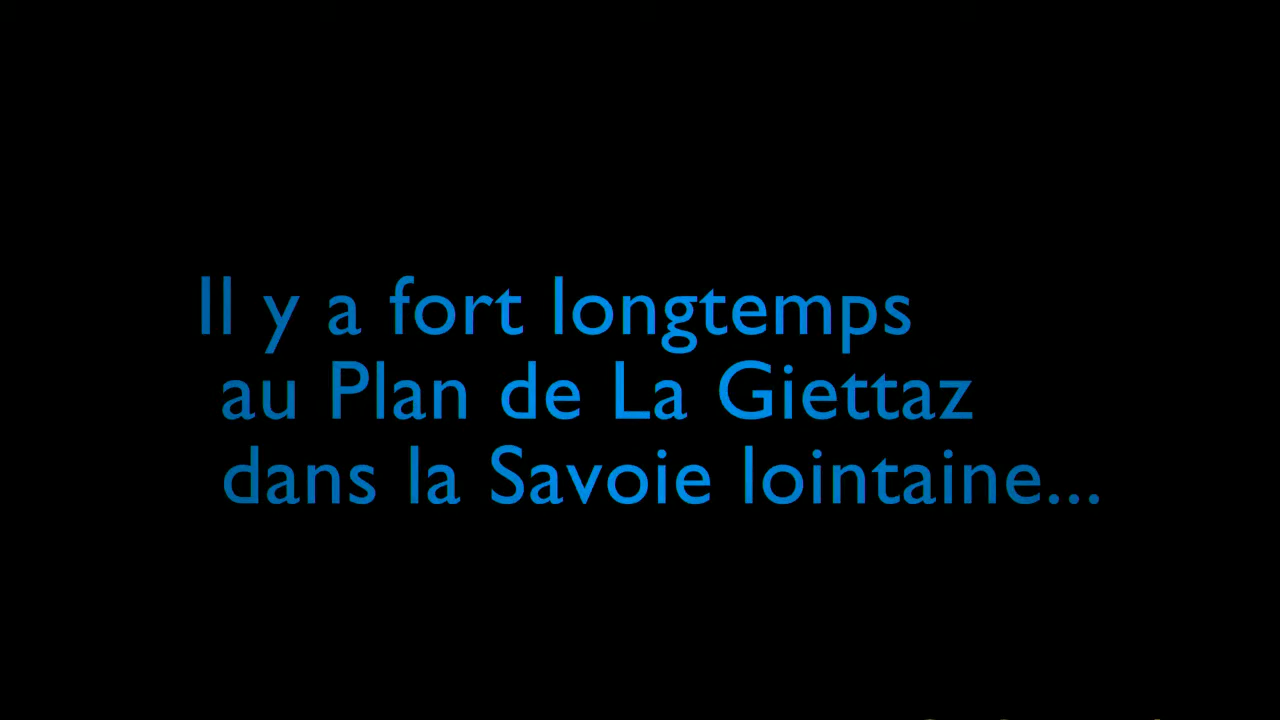 Il y a fort longtemps
au Plan de La Giettaz
dans la Savoie lointaine...